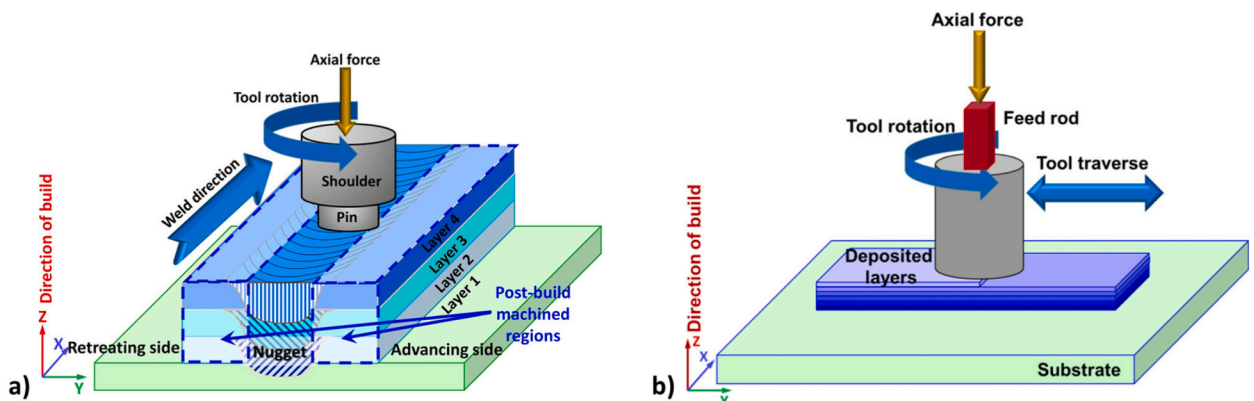 Axial force
Tool rotation
Shoulder
Pin
Weld direction
Layer 4
Layer 3
Layer 2
Layer 1
Post-build
machined
regions
Direction of build
Z
X
Y
Retreating side
Nugget
Advancing side
a)
Axial force
Feed rod
Tool rotation
Tool traverse
Deposited
layers
Direction of build
Z
X
Substrate
b)